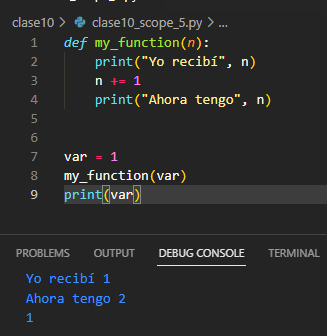 clase10 > clase10_scope_5.py > ...
1 def my_function(n):
2     print("Yo recibí", n)
3     n += 1
4     print("Ahora tengo", n)
5
6
7 var = 1
8 my_function(var)
9 print(var)
PROBLEMS OUTPUT DEBUG CONSOLE TERMINAL
Yo recibí 1
Ahora tengo 2
1